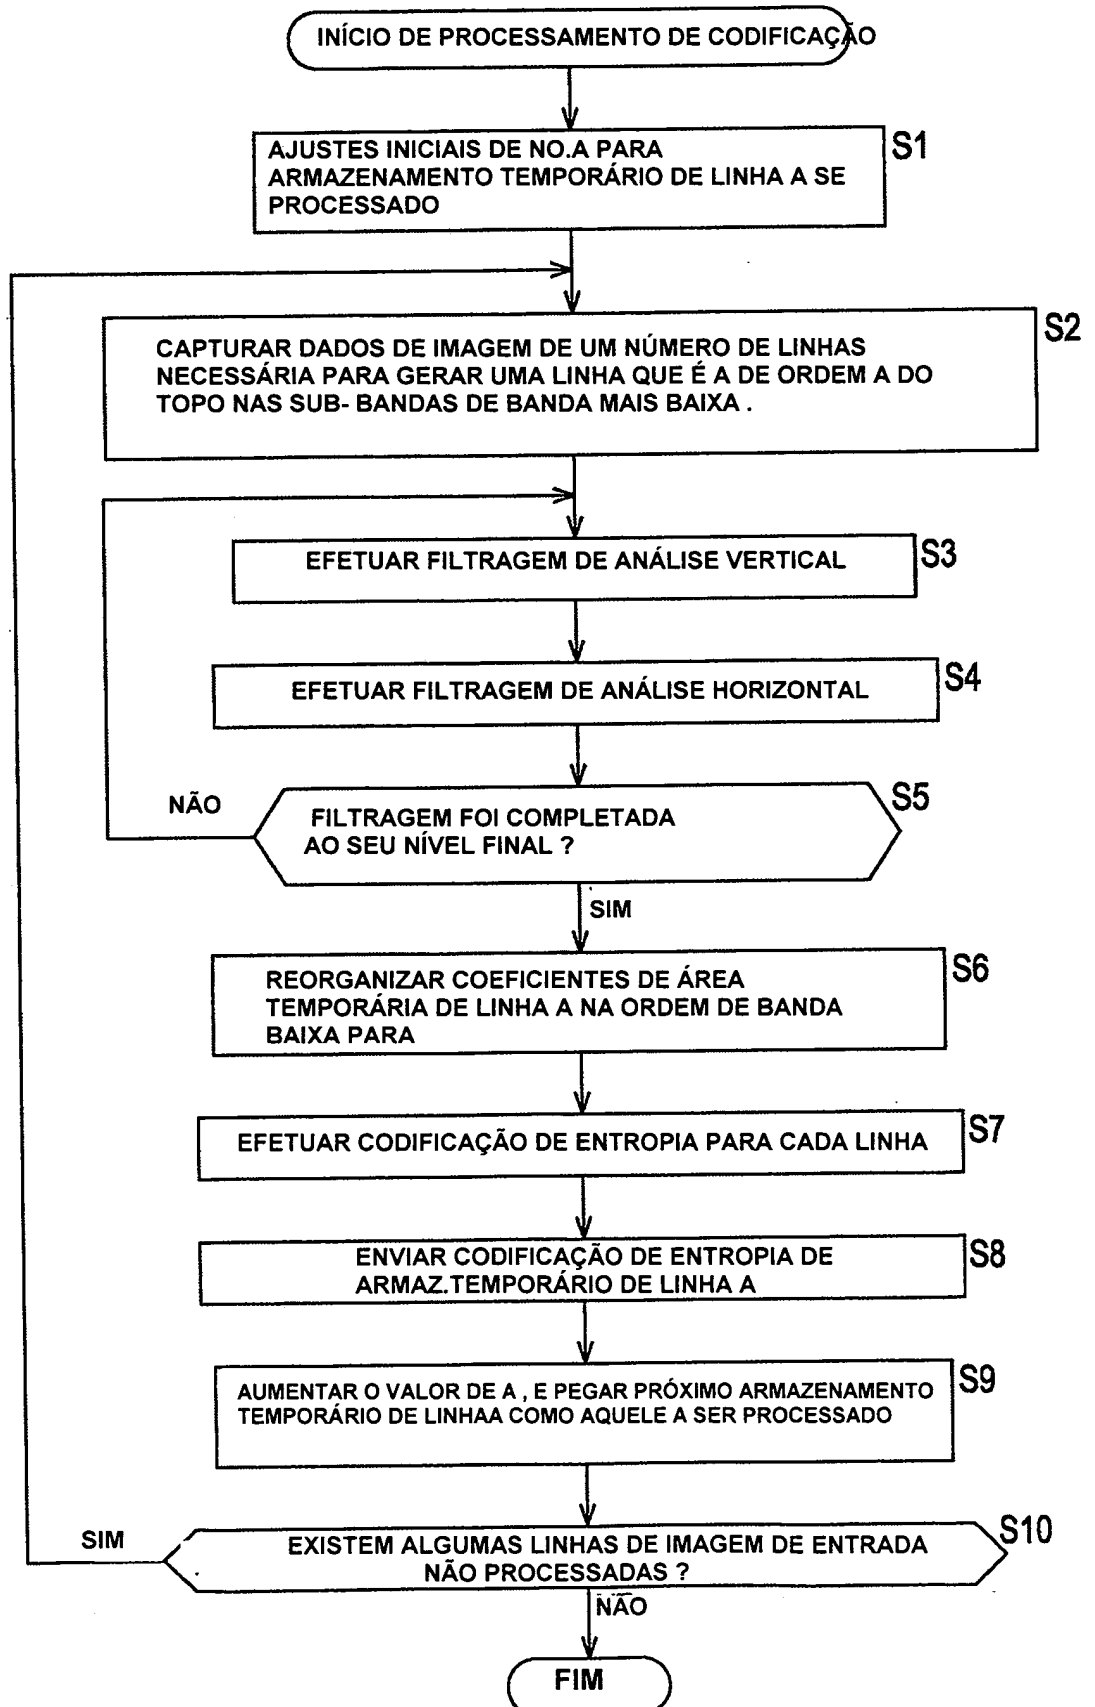 INÍCIO DE PROCESSAMENTO DE CODIFICAÇÃO
S1
AJUSTES INICIAIS DE NO.A PARA
ARMAZENAMENTO TEMPORÁRIO DE LINHA A SE
PROCESSADO
S2
CAPTURAR DADOS DE IMAGEM DE UM NÚMERO DE LINHAS
NECESSÁRIA PARA GERAR UMA LINHA QUE É A DE ORDEM A DO
TOPO NAS SUB- BANDAS DE BANDA MAIS BAIXA .
S3
EFETUAR FILTRAGEM DE ANÁLISE VERTICAL
S4
EFETUAR FILTRAGEM DE ANÁLISE HORIZONTAL
S5
NÃO
FILTRAGEM FOI COMPLETADA
AO SEU NÍVEL FINAL ?
SIM
S6
REORGANIZAR COEFICIENTES DE ÁREA
TEMPORÁRIA DE LINHA A NA ORDEM DE BANDA
BAIXA PARA
S7
EFETUAR CODIFICAÇÃO DE ENTROPIA PARA CADA LINHA
S8
ENVIAR CODIFICAÇÃO DE ENTROPIA DE
ARMAZ.TEMPORÁRIO DE LINHA A
S9
AUMENTAR O VALOR DE A , E PEGAR PRÓXIMO ARMAZENAMENTO
TEMPORÁRIO DE LINHAA COMO AQUELE A SER PROCESSADO
S10
SIM
EXISTEM ALGUMAS LINHAS DE IMAGEM DE ENTRADA
NÃO PROCESSADAS ?
NÃO
FIM